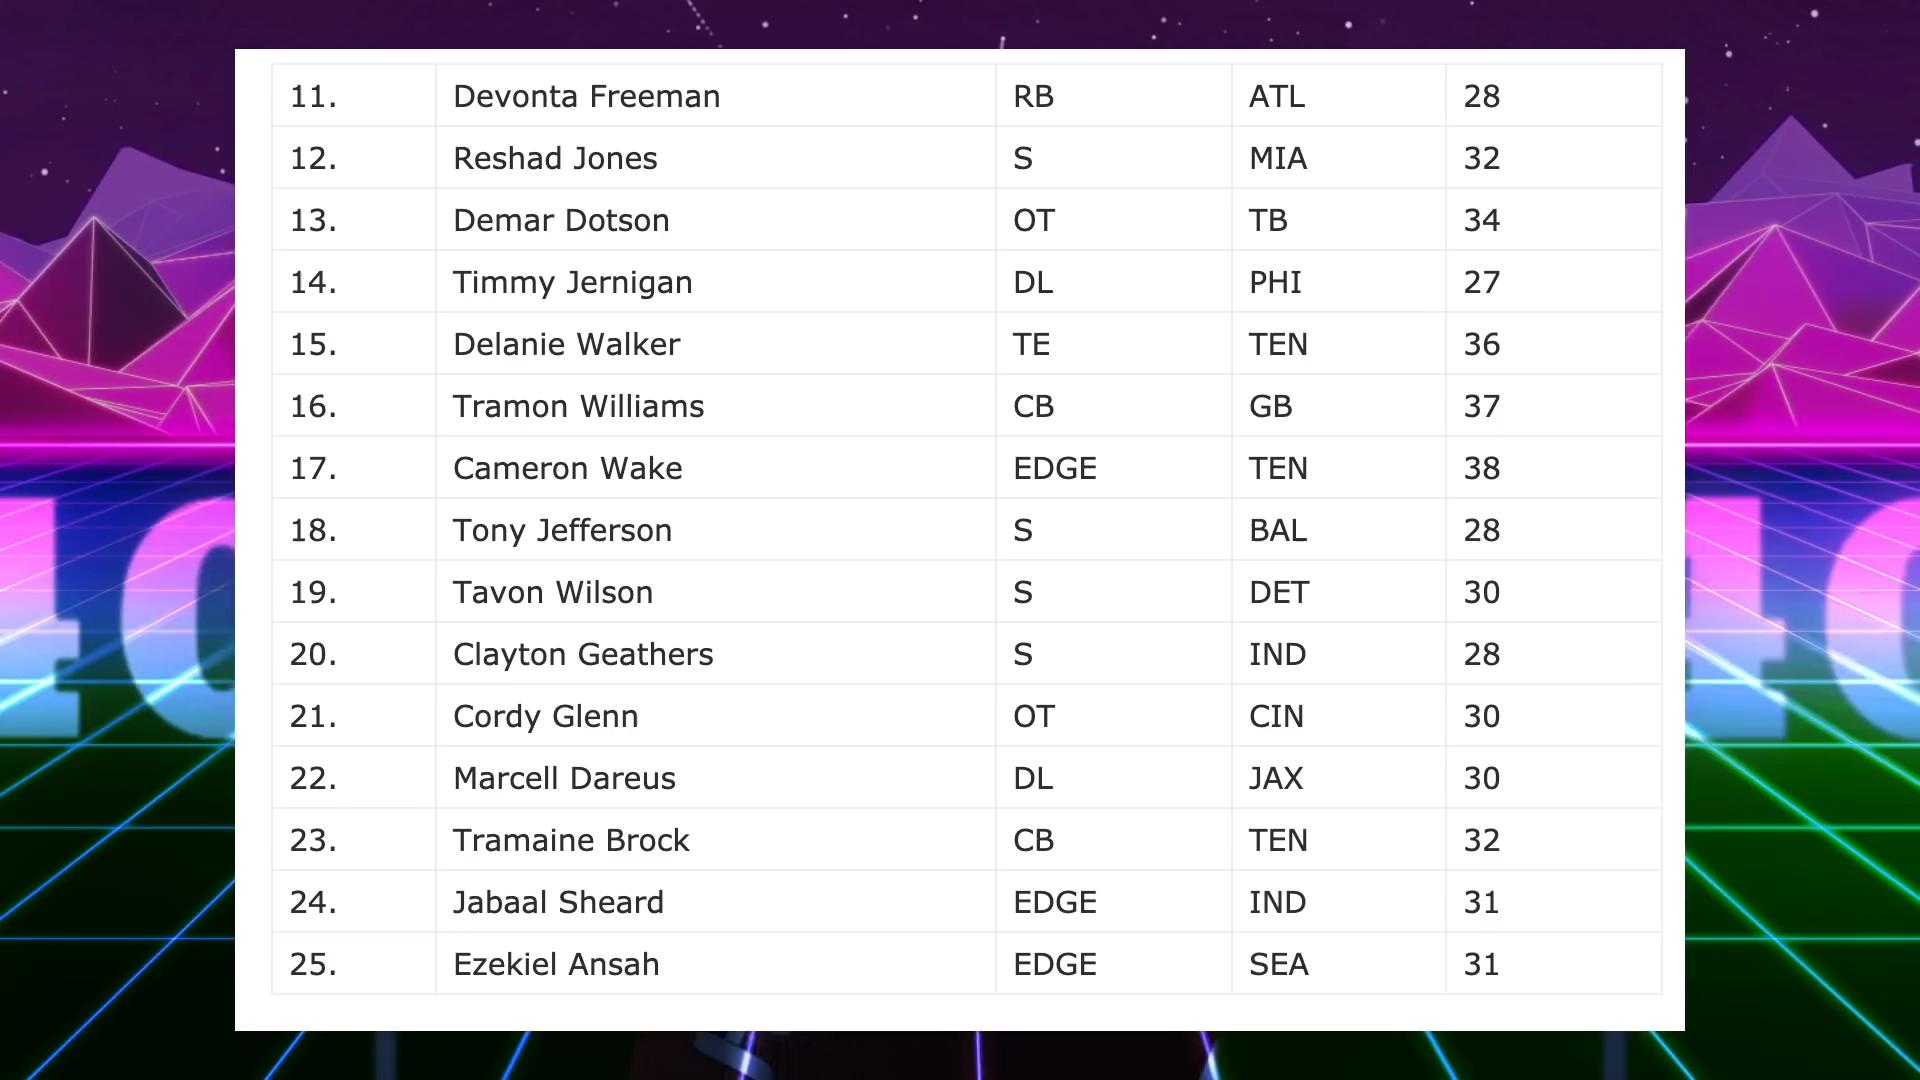 11. Devonta Freeman RB ATL 28
12. Reshad Jones S MIA 32
13. Demar Dotson OT TB 34
14. Timmy Jernigan DL PHI 27
15. Delanie Walker TE TEN 36
16. Tramon Williams CB GB 37
17. Cameron Wake EDGE TEN 38
18. Tony Jefferson S BAL 28
19. Tavon Wilson S DET 30
20. Clayton Geathers S IND 28
21. Cordy Glenn OT CIN 30
22. Marcell Dareus DL JAX 30
23. Tramaine Brock CB TEN 32
24. Jabaal Sheard EDGE IND 31
25. Ezekiel Ansah EDGE SEA 31